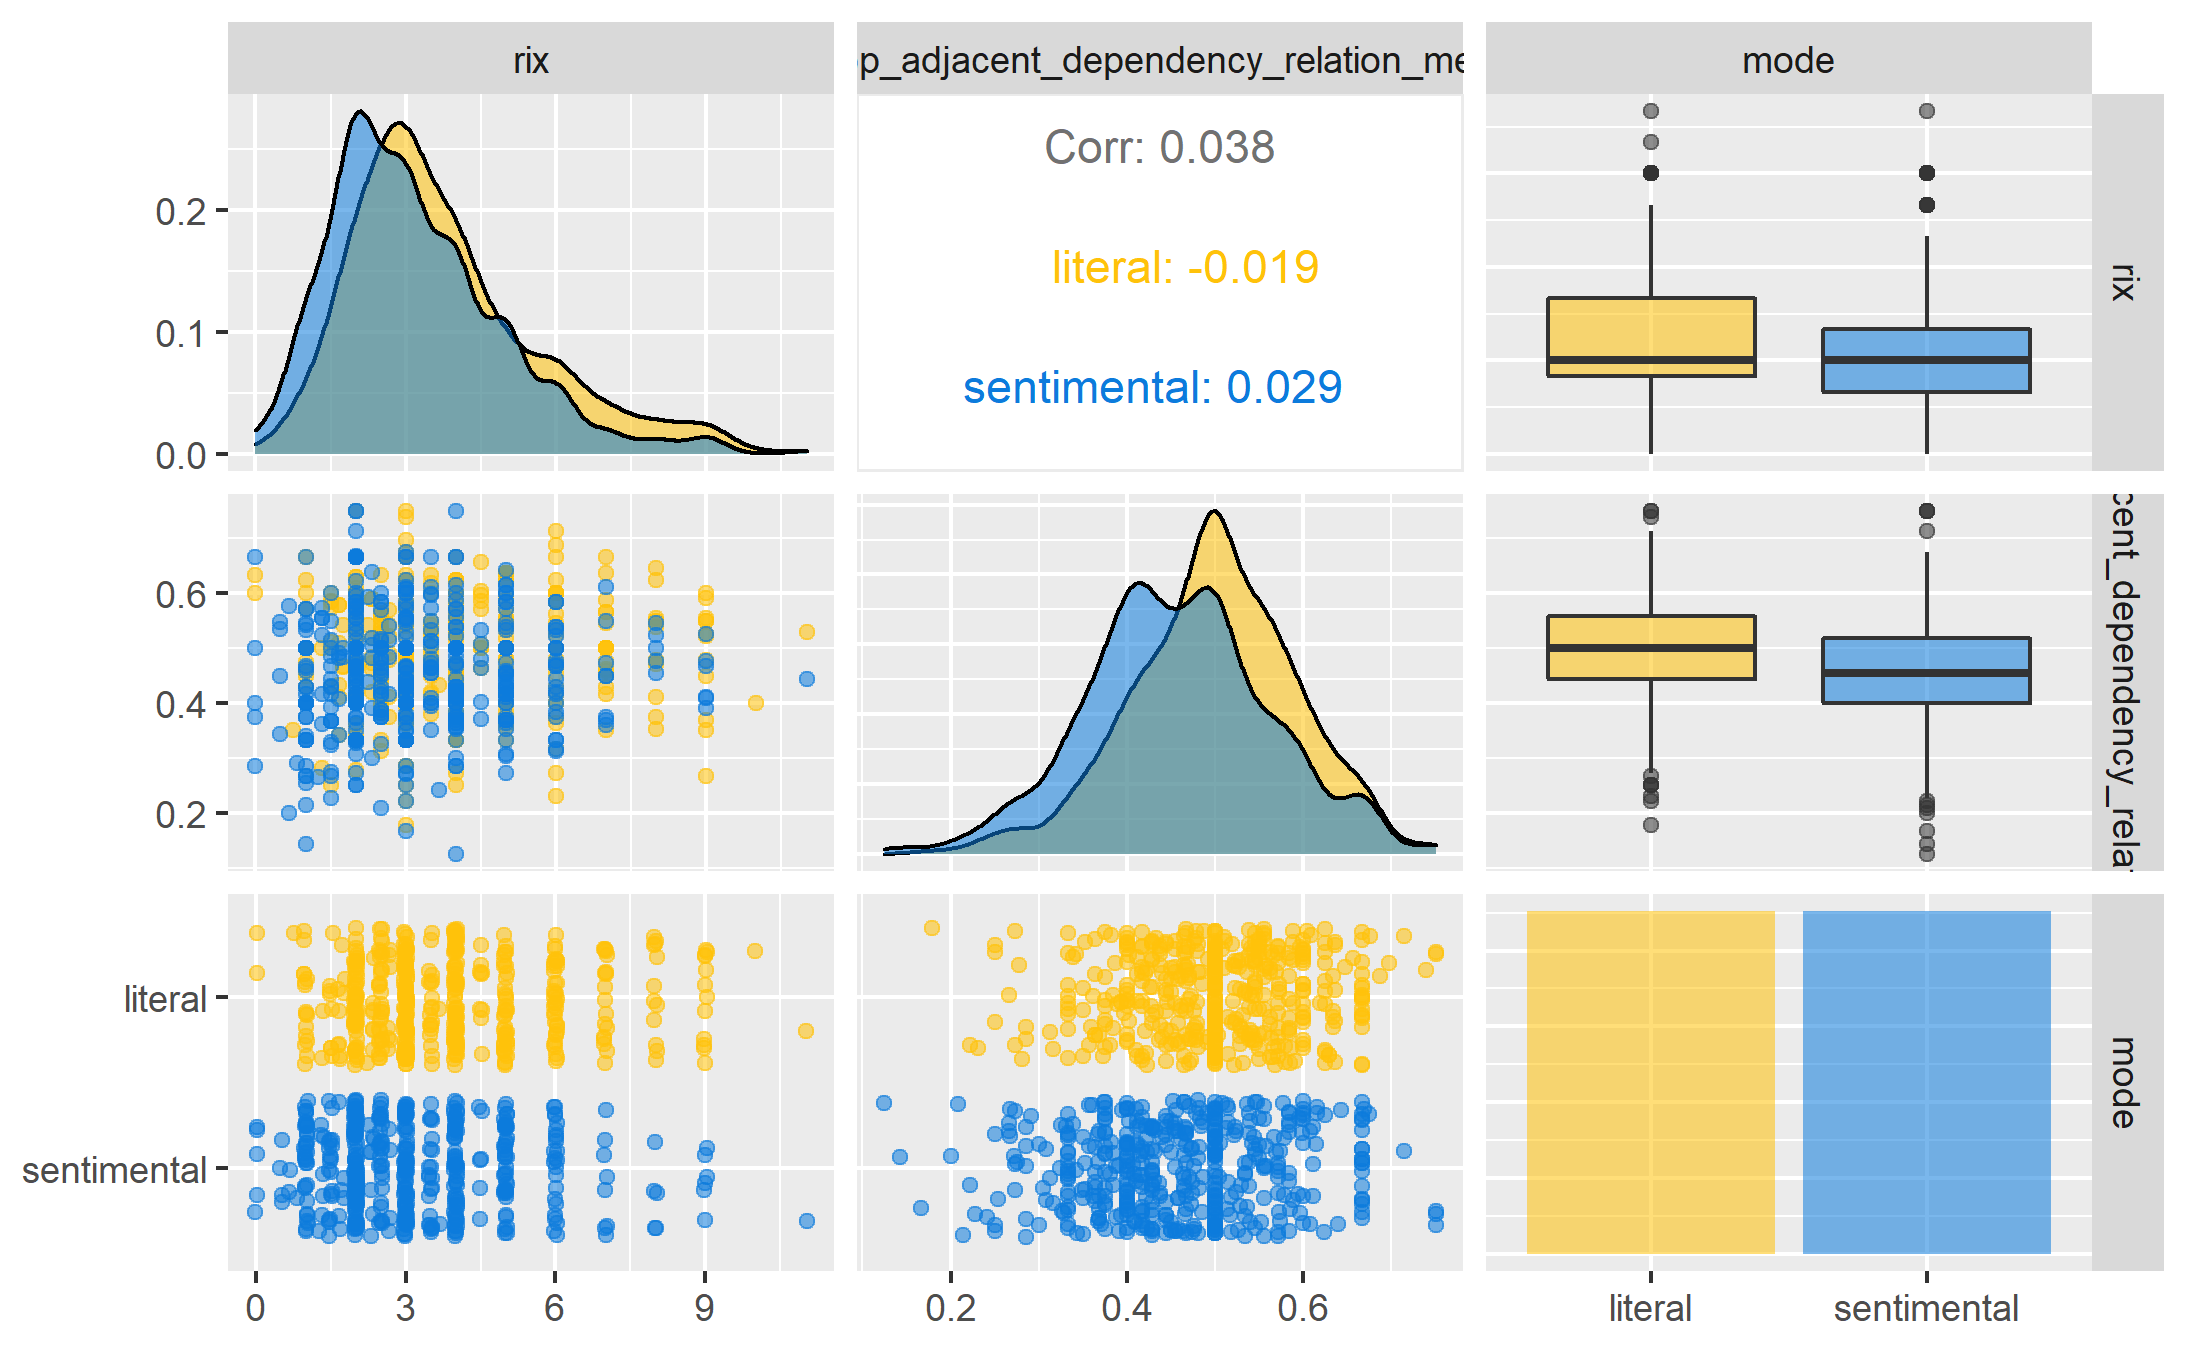 rix
op_adjacent_dependency_relation_me
mode
0.2
0.1
0.0
Corr: 0.038
literal: -0.019
sentimental: 0.029
rix
0.6
0.4
0.2
cent_dependency_rela
literal
sentimental
mode
0
3
6
9
0.2
0.4
0.6
literal
sentimental